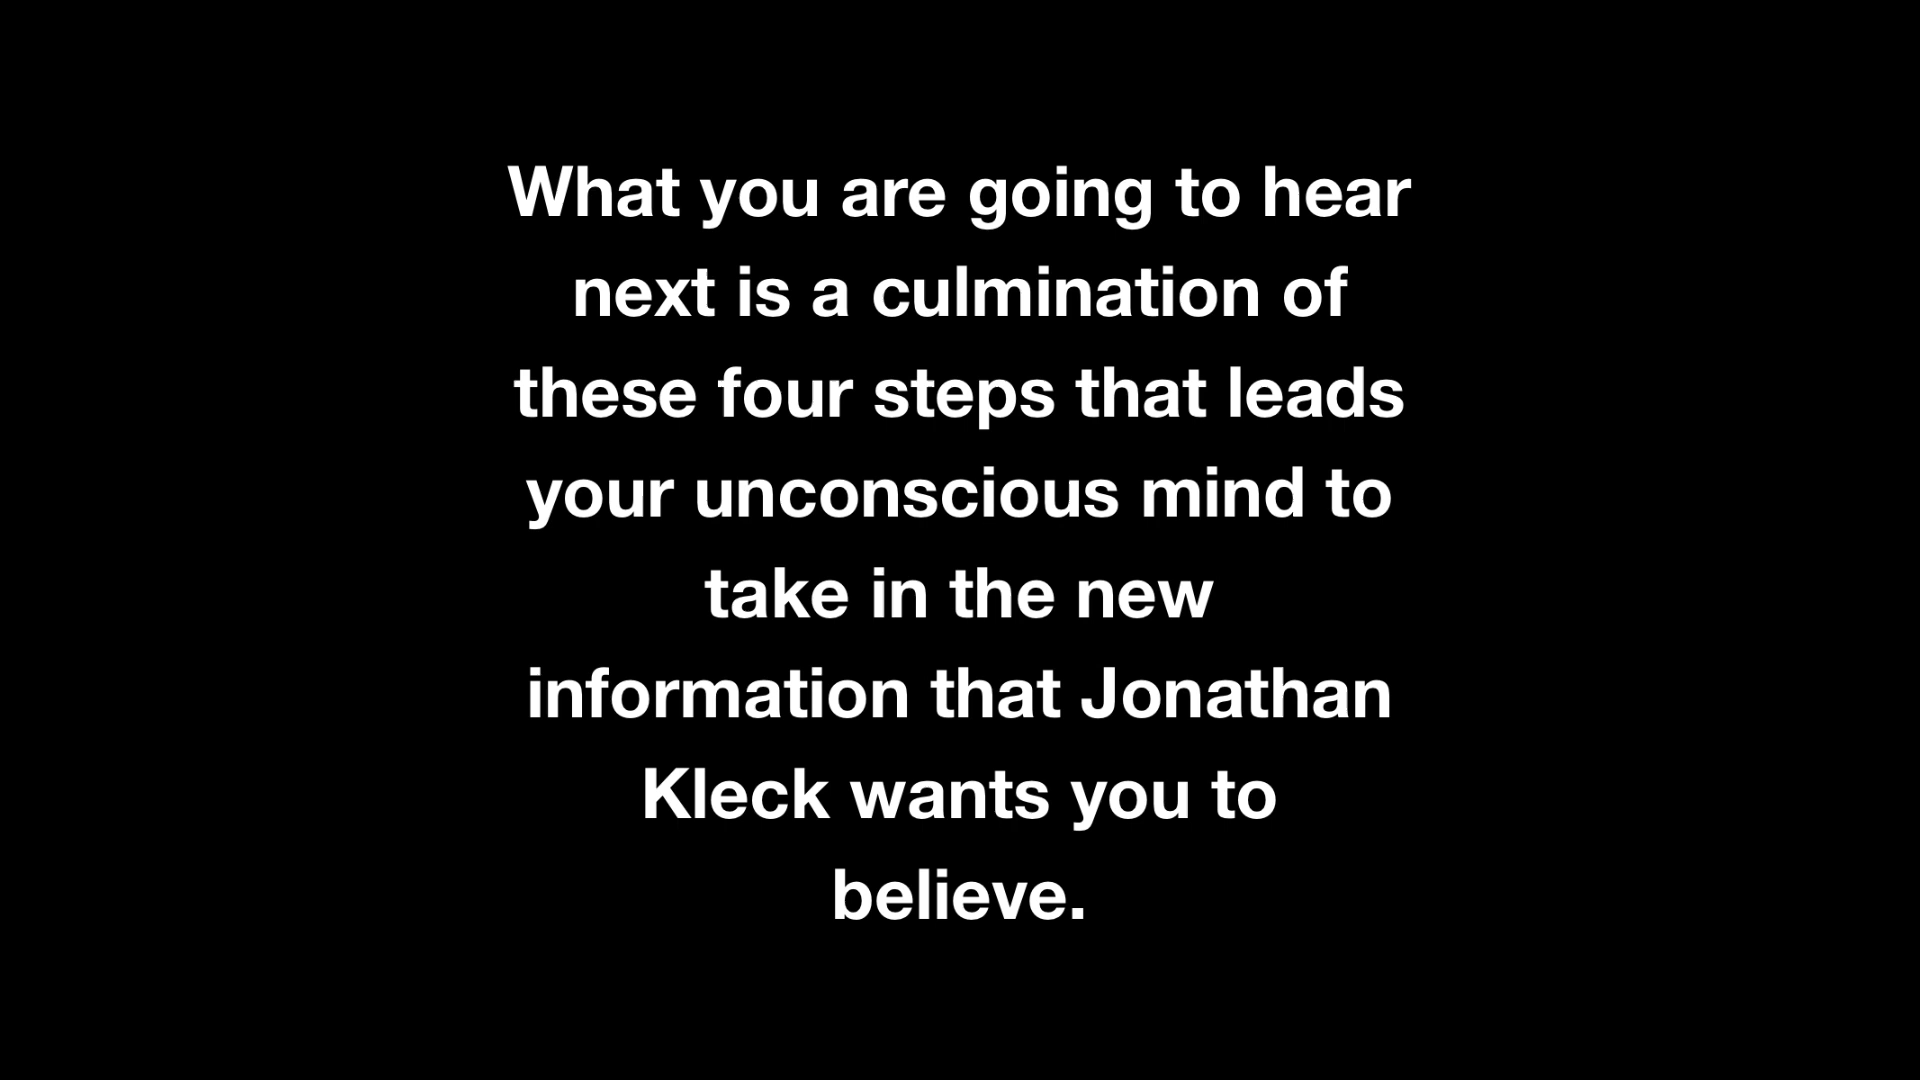 What you are going to hear
next is a culmination of
these four steps that leads
your unconscious mind to
take in the new
information that Jonathan
Kleck wants you to
believe.